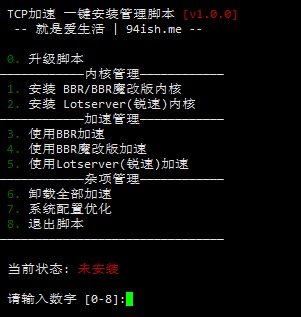 TCP加速 一键安装管理脚本 [v1.0.0]
-- 就是爱生活 | 94ish.me --
0. 升级脚本
————————————内核管理————————————
1. 安装 BBR/BBR魔改版内核
2. 安装 Lotserver(锐速)内核
————————————加速管理————————————
3. 使用BBR加速
4. 使用BBR魔改版加速
5. 使用Lotserver(锐速)加速
————————————杂项管理————————————
6. 卸载全部加速
7. 系统配置优化
8. 退出脚本
————————————————————————————————
当前状态: 未安装
请输入数字 [0-8]: